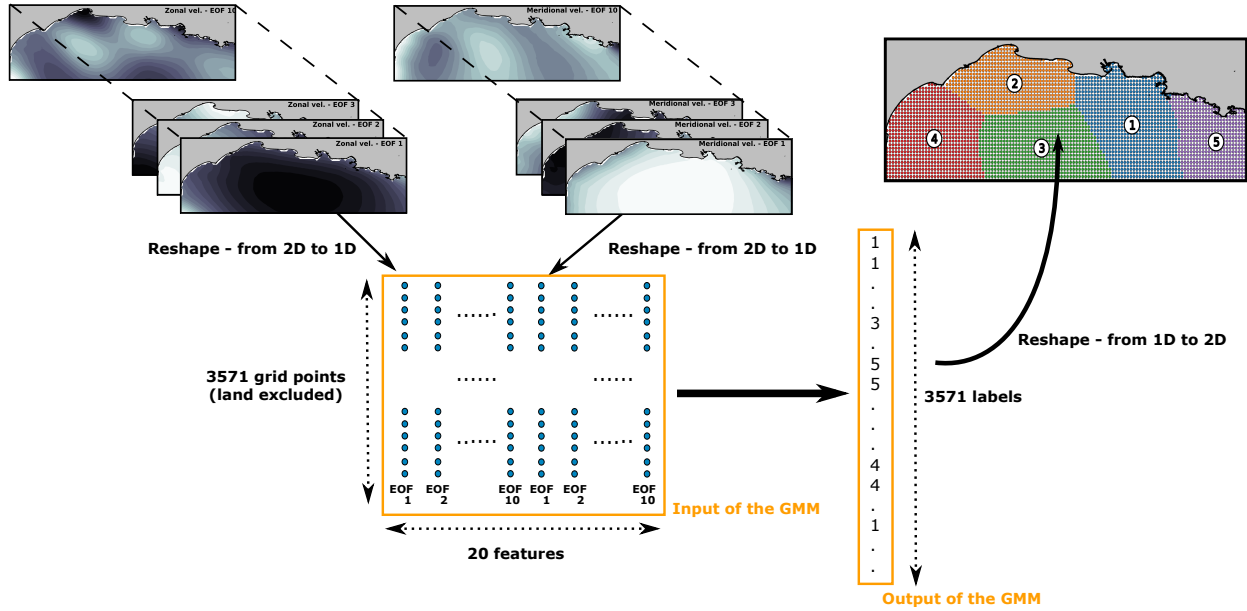 Zonal vel. - EOF 10
Meridional vel. - EOF 10
Zonal vel. - EOF 3
Zonal vel. - EOF 2
Zonal vel. - EOF 1
Meridional vel. - EOF 3
Meridional vel. - EOF 2
Meridional vel. - EOF 1
2
1
4
3
5
Reshape - from 2D to 1D
Reshape - from 2D to 1D
3571 grid points
(land excluded)
......
......
......
......
......
......
EOF EOF EOF EOF EOF EOF
1 2 10 1 2 10
20 features
Input of the GMM
1
1
.
.
3
.
5
5
.
.
.
4
4
.
1
.
.
3571 labels
Output of the GMM
Reshape - from 1D to 2D